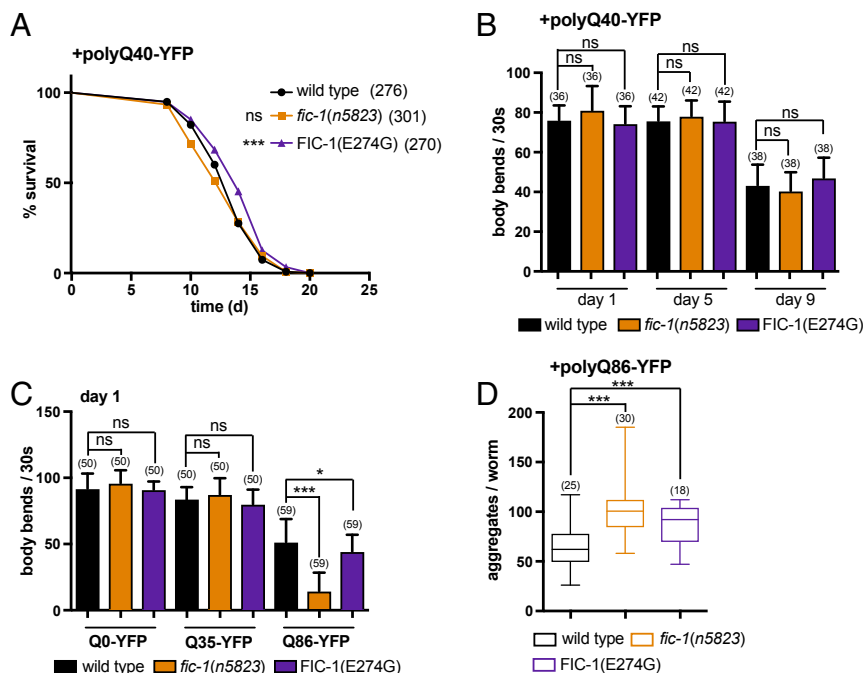 A
+polyQ40-YFP
% survival
100
50
0
0 5 10 15 20 25
time (d)
wild type (276)
ns fic-1(n5823) (301)
*** FIC-1(E274G) (270)
B
+polyQ40-YFP
body bends / 30s
100
80
60
40
20
0
ns ns ns
ns ns ns
(36) (36) (36) (42) (42) (42) (38) (38) (38)
day 1 day 5 day 9
wild type fic-1(n5823) FIC-1(E274G)
C
day 1
body bends / 30s
150
100
50
0
ns ns *
ns ns ***
(50) (50) (50) (50) (50) (50) (59) (59) (59)
Q0-YFP Q35-YFP Q86-YFP
wild type fic-1(n5823) FIC-1(E274G)
D
+polyQ86-YFP
aggregates / worm
200
150
100
50
0
***
***
(25) (30) (18)
wild type fic-1(n5823)
FIC-1(E274G)